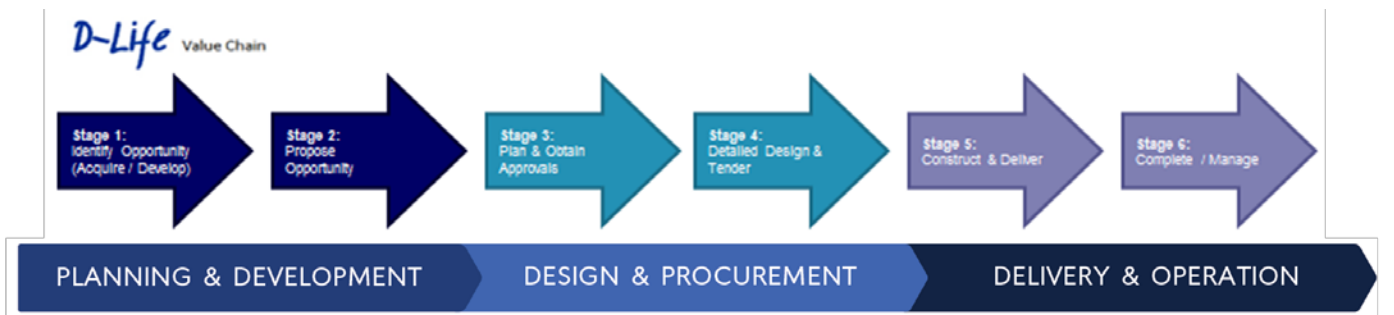 D-Life Value Chain
Stage 1:
Identify Opportunity
(Acquire / Develop)
Stage 2:
Propose
Opportunity
Stage 3:
Plan & Obtain
Approvals
Stage 4:
Detailed Design &
Tender
Stage 5:
Construct & Deliver
Stage 6:
Complete / Manage
PLANNING & DEVELOPMENT
DESIGN & PROCUREMENT
DELIVERY & OPERATION